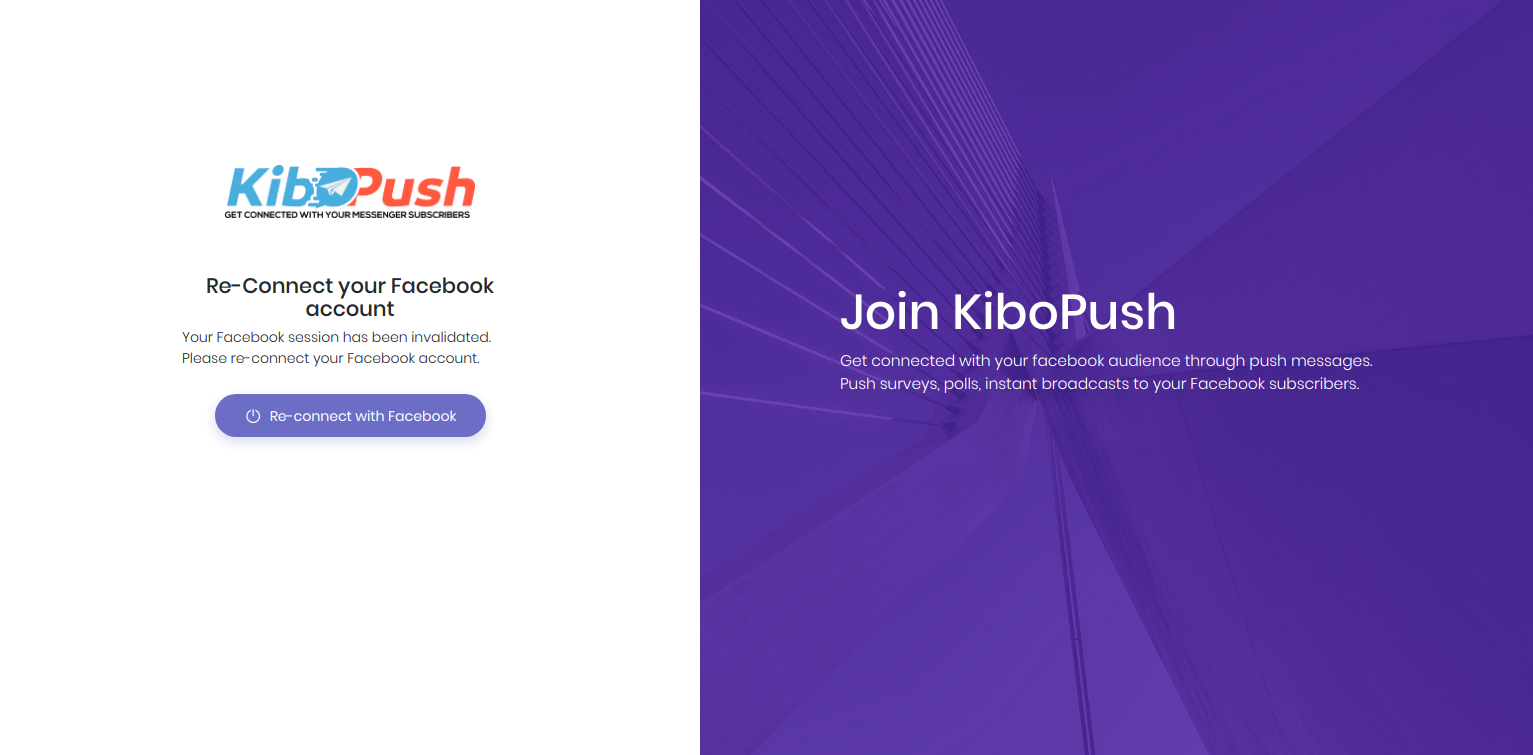 KiboPush
GET CONNECTED WITH YOUR MESSENGER SUBSCRIBERS
Re-Connect your Facebook
account
Your Facebook session has been invalidated.
Please re-connect your Facebook account.
Re-connect with Facebook
Join KiboPush
Get connected with your facebook audience through push messages.
Push surveys, polls, instant broadcasts to your Facebook subscribers.